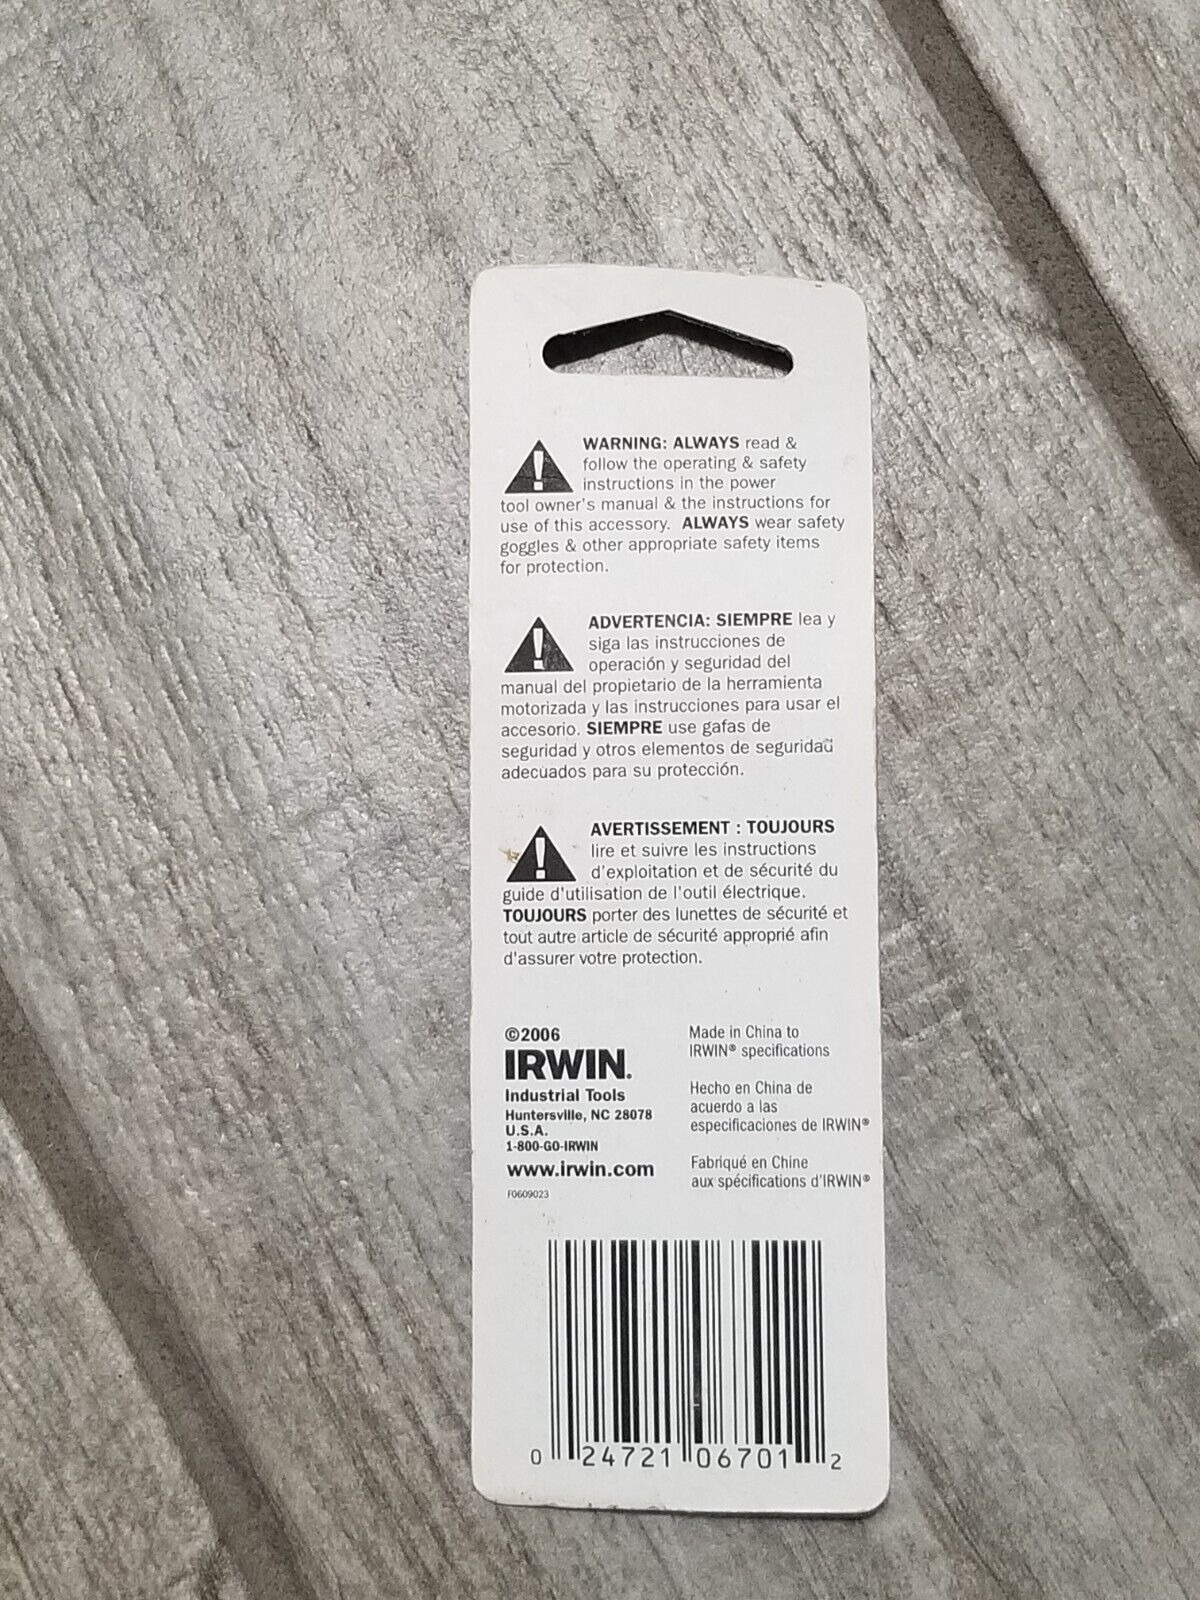 WARNING: ALWAYS read &
follow the operating & safety
instructions in the power
tool owner's manual & the instructions for
use of this accessory. ALWAYS wear safety
goggles & other appropriate safety items
for protection.
ADVERTENCIA: SIEMPRE lea y
siga las instrucciones de
operación y seguridad del
manual del propietario de la herramienta
motorizada y las instrucciones para usar el
accesorio. SIEMPRE use gafas de
seguridad y otros elementos de seguridad
adecuados para su protección.
AVERTISSEMENT : TOUJOURS
lire et suivre les instructions
d'exploitation et de sécurité du
guide d'utilisation de l'outil électrique.
TOUJOURS porter des lunettes de sécurité et
tout autre article de sécurité approprié afin
d'assurer votre protection.
©2006
IRWIN.
Industrial Tools
Huntersville, NC 28078
U.S.A.
1-800-GO-IRWIN
www.irwin.com
F0609023
Made in China to
IRWIN® specifications
Hecho en China de
acuerdo a las
especificaciones de IRWIN®
Fabriqué en Chine
aux spécifications d'IRWIN®
0 24721 06701 2